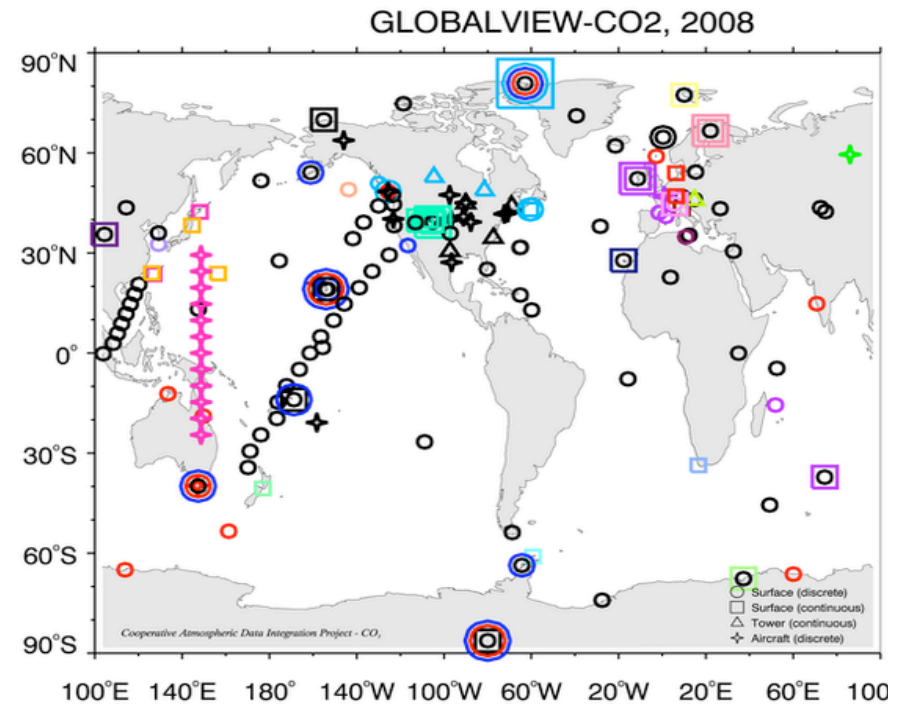 GLOBALVIEW-CO2, 2008
90°N
60°N
30°N
0°
30°S
60°S
90°S
Surface (discrete)
Surface (continuous)
Tower (continuous)
Aircraft (discrete)
Cooperative Atmospheric Data Integration Project - CO₂
100°E 140°E 180° 140°W 100°W 60°W 20°W 20°E 60°E 100